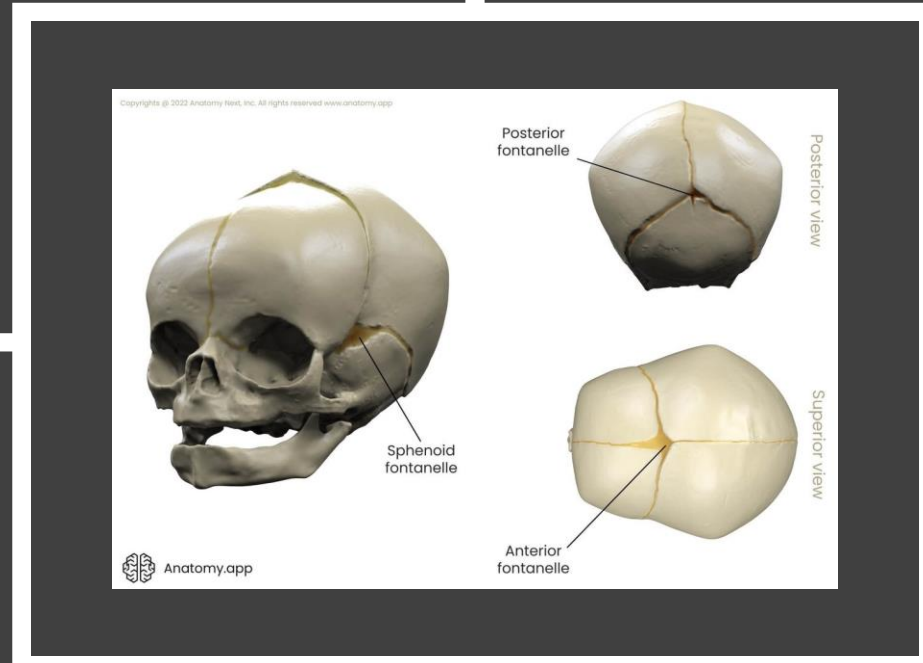 Copyrights @ 2022 Anatomy Next, Inc. All rights reserved www.anatomy.app
Posterior
fontanelle
Posterior view
Sphenoid
fontanelle
Superior view
Anterior
fontanelle
Anatomy.app